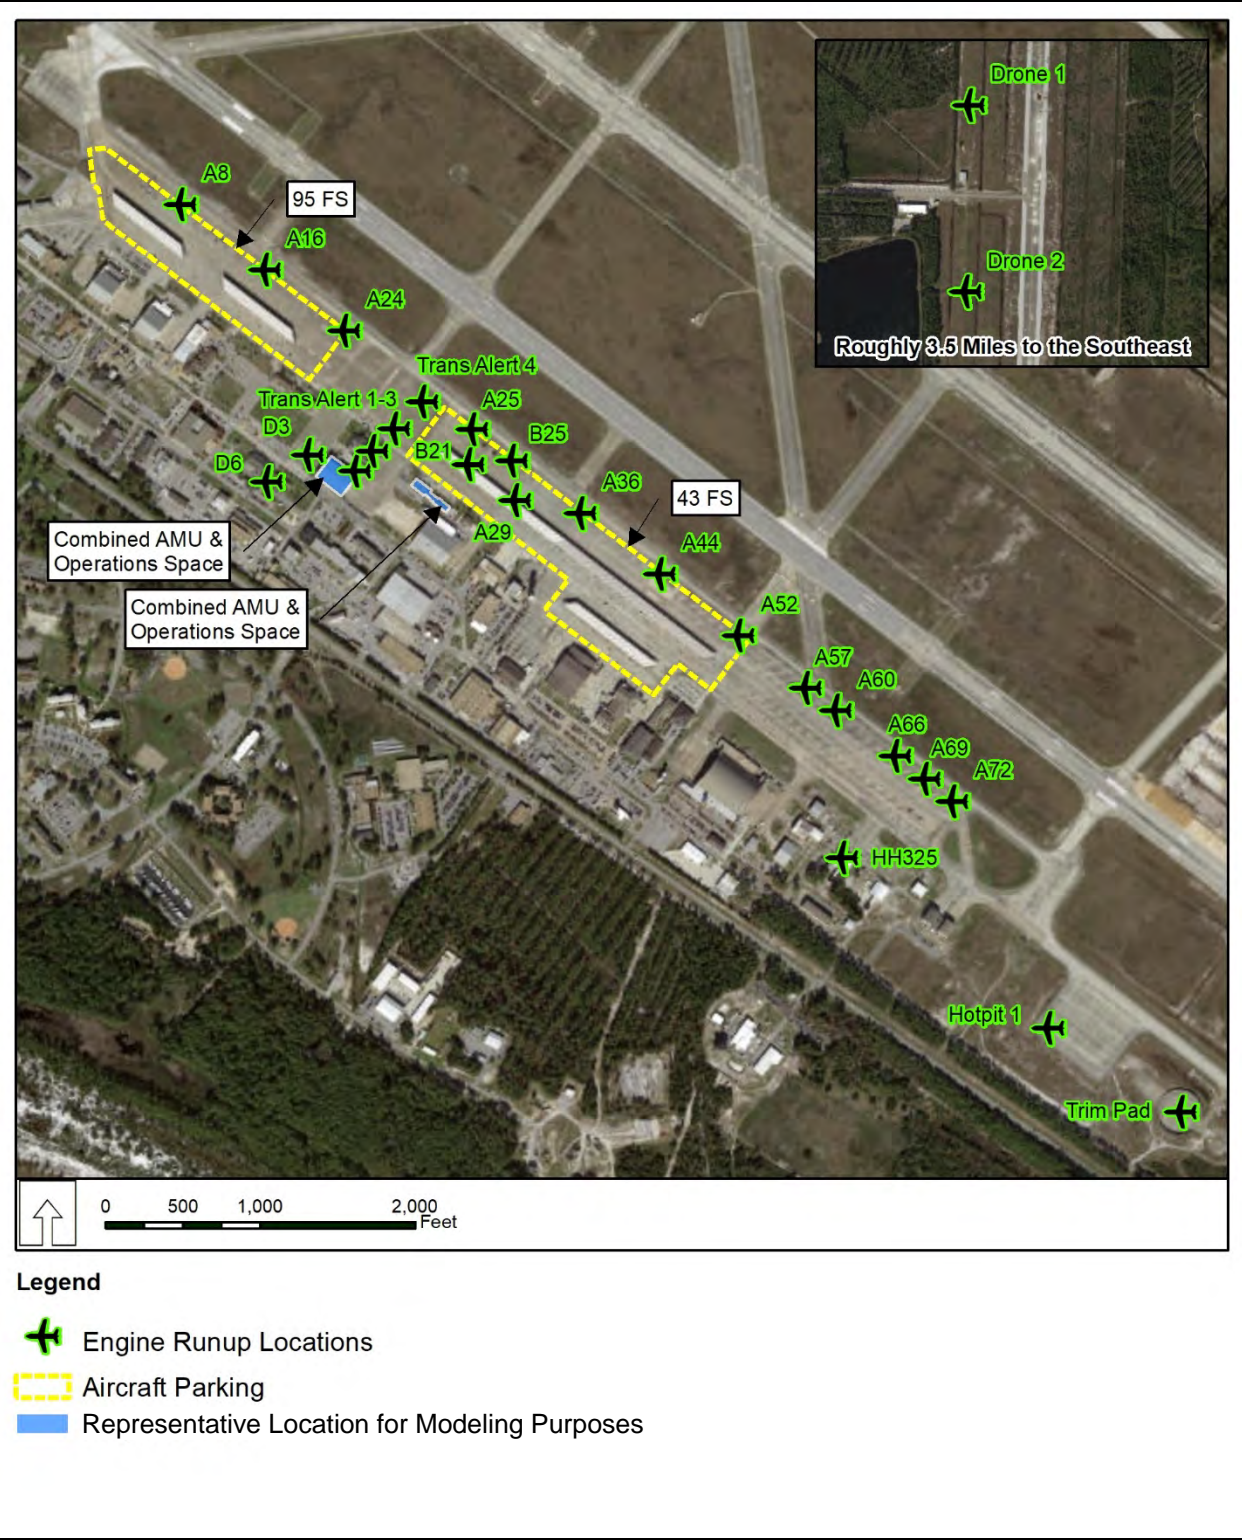 Drone 1
Drone 2
Roughly 3.5 Miles to the Southeast
A8
95 FS
A16
A24
Trans Alert 4
Trans Alert 1-3
A25
D3
B25
B21
D6
A36
43 FS
A29
A44
Combined AMU &
Operations Space
Combined AMU &
Operations Space
A52
A57
A60
A66
A69
A72
HH325
Hotpit 1
Trim Pad
0 500 1,000 2,000
Feet
Legend
Engine Runup Locations
Aircraft Parking
Representative Location for Modeling Purposes